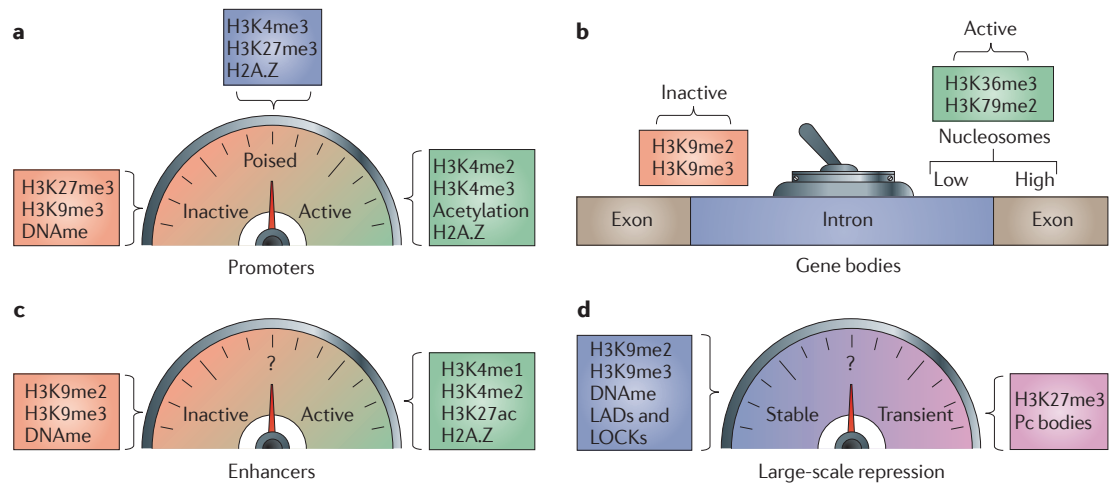 a
H3K4me3
H3K27me3
H2A.Z
Poised
H3K27me3
H3K9me3
DNAme
Inactive
Active
H3K4me2
H3K4me3
Acetylation
H2A.Z
Promoters
b
Inactive
H3K9me2
H3K9me3
Active
H3K36me3
H3K79me2
Nucleosomes
Low High
Exon Intron Exon
Gene bodies
c
?
H3K9me2
H3K9me3
DNAme
Inactive
Active
H3K4me1
H3K4me2
H3K27ac
H2A.Z
Enhancers
d
H3K9me2
H3K9me3
DNAme
LADs and
LOCKs
?
Stable
Transient
H3K27me3
Pc bodies
Large-scale repression